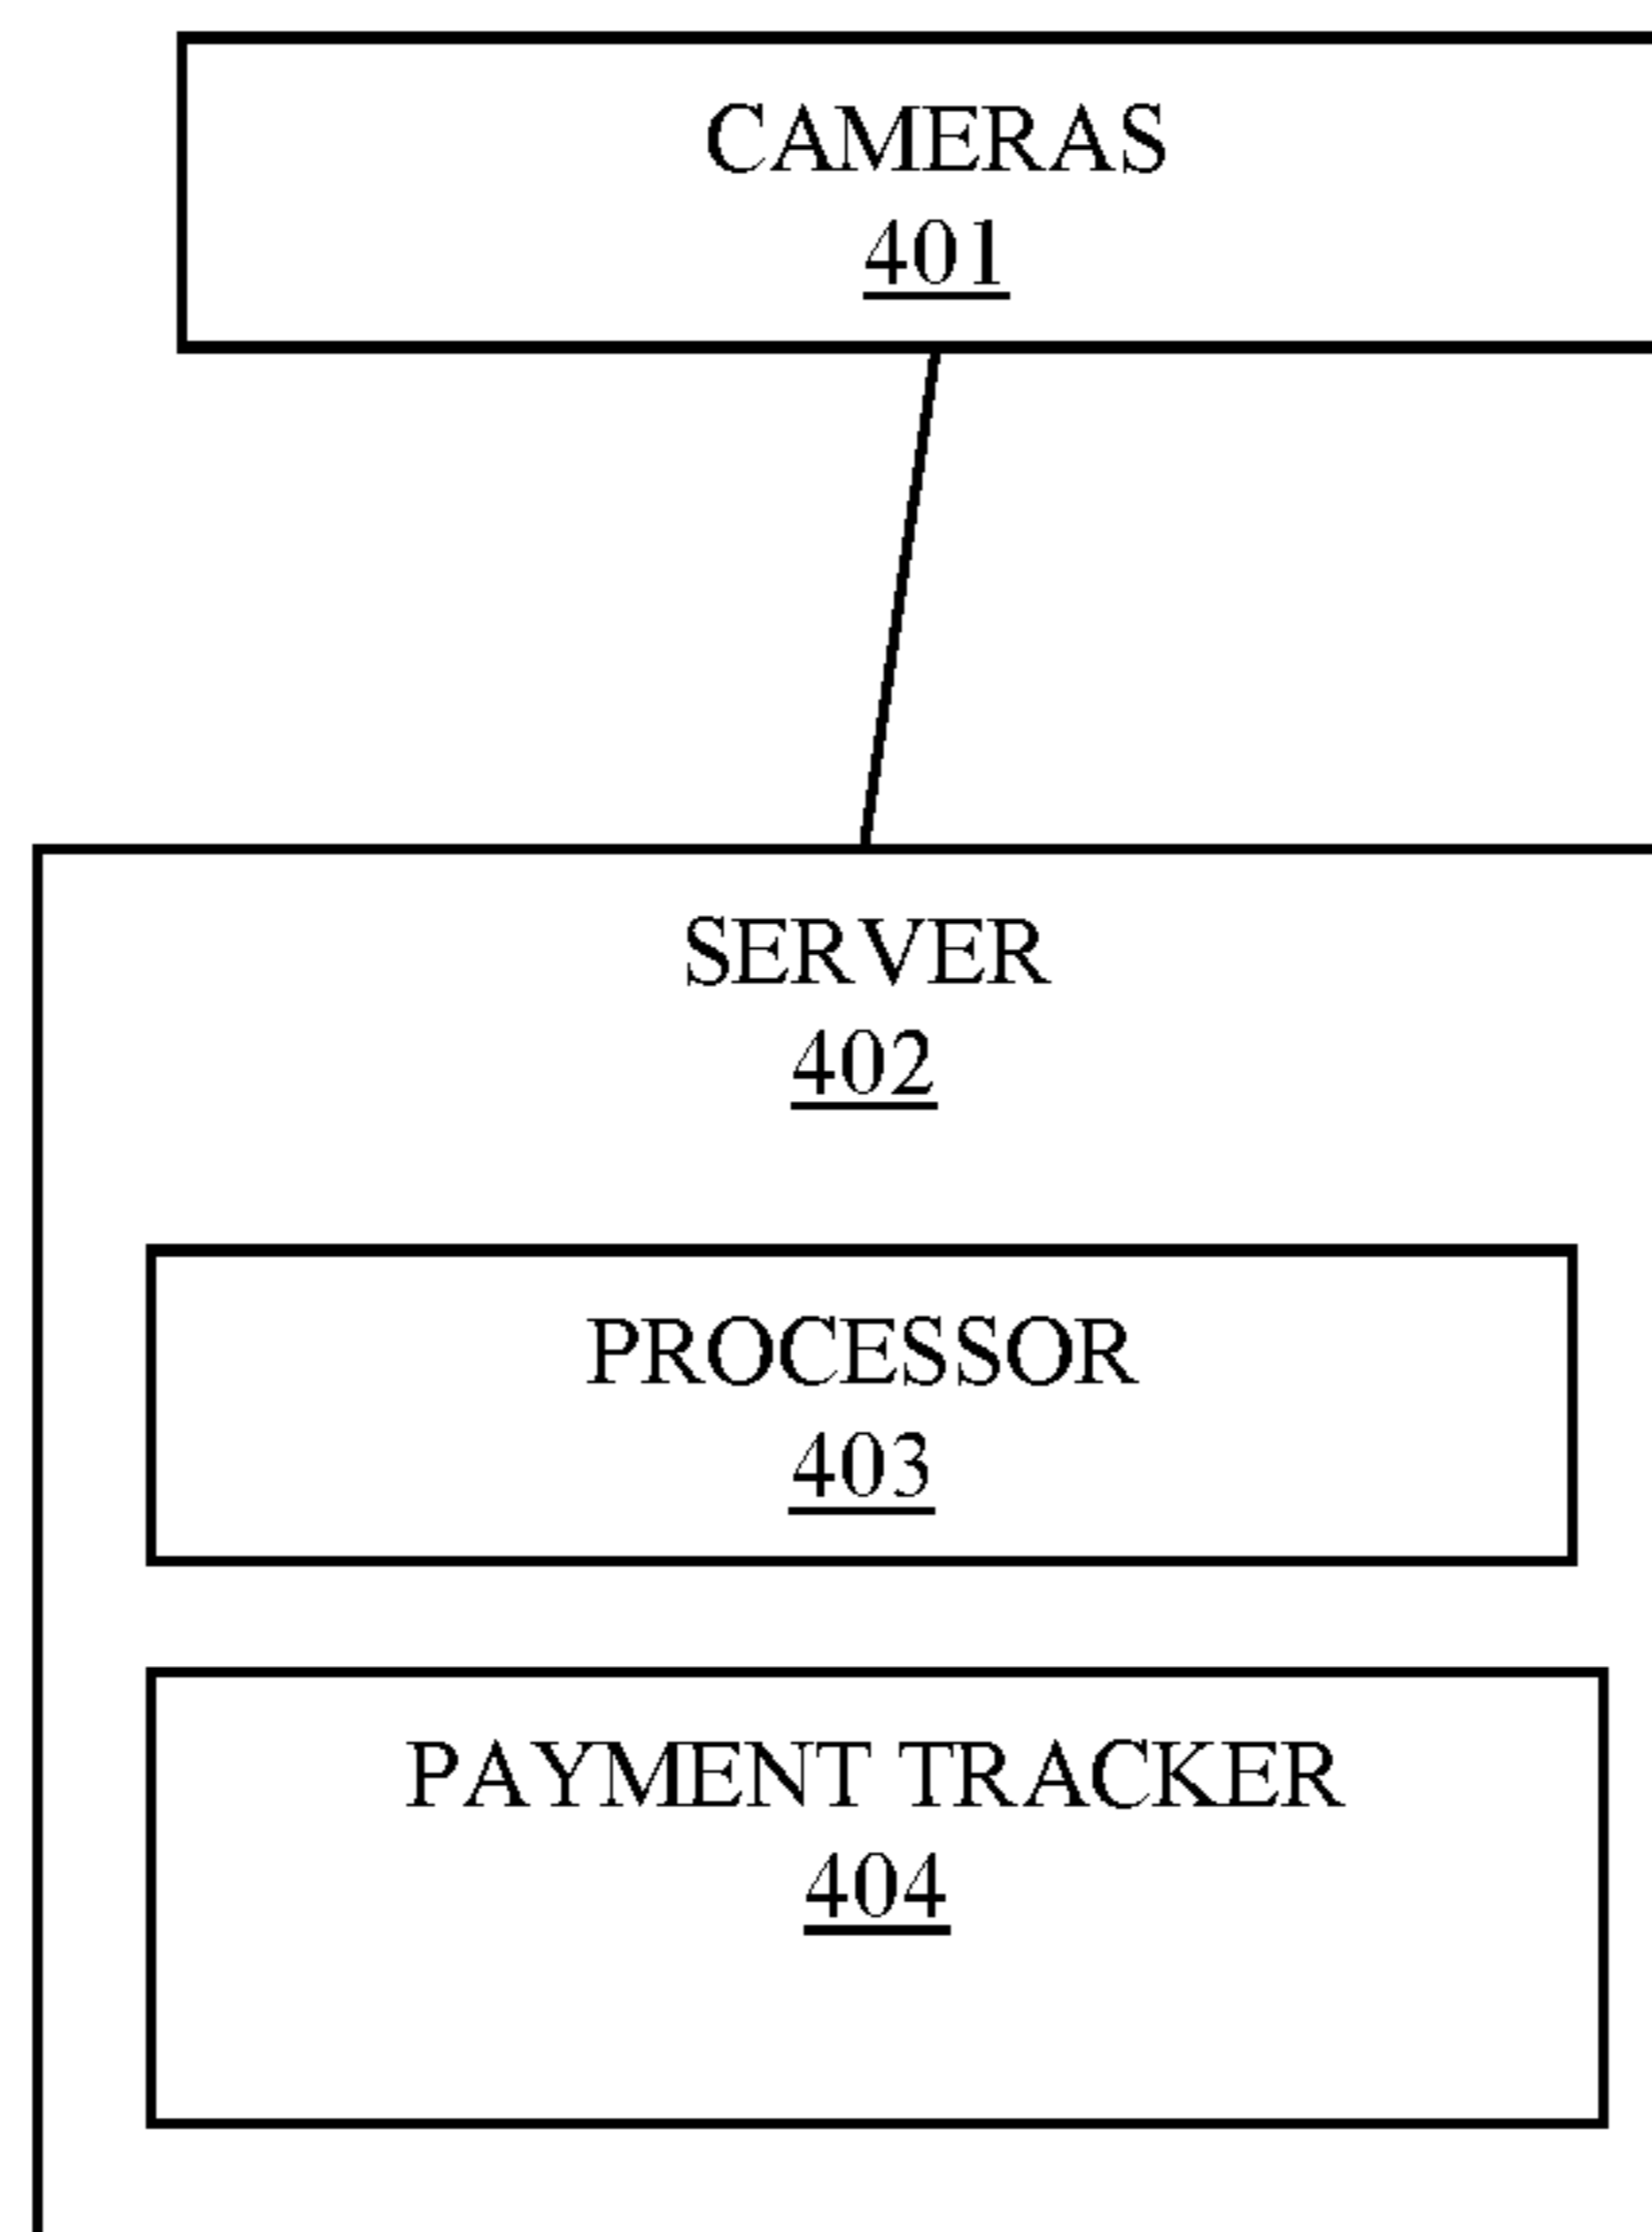 CAMERAS
401
SERVER
402
PROCESSOR
403
PAYMENT TRACKER
404